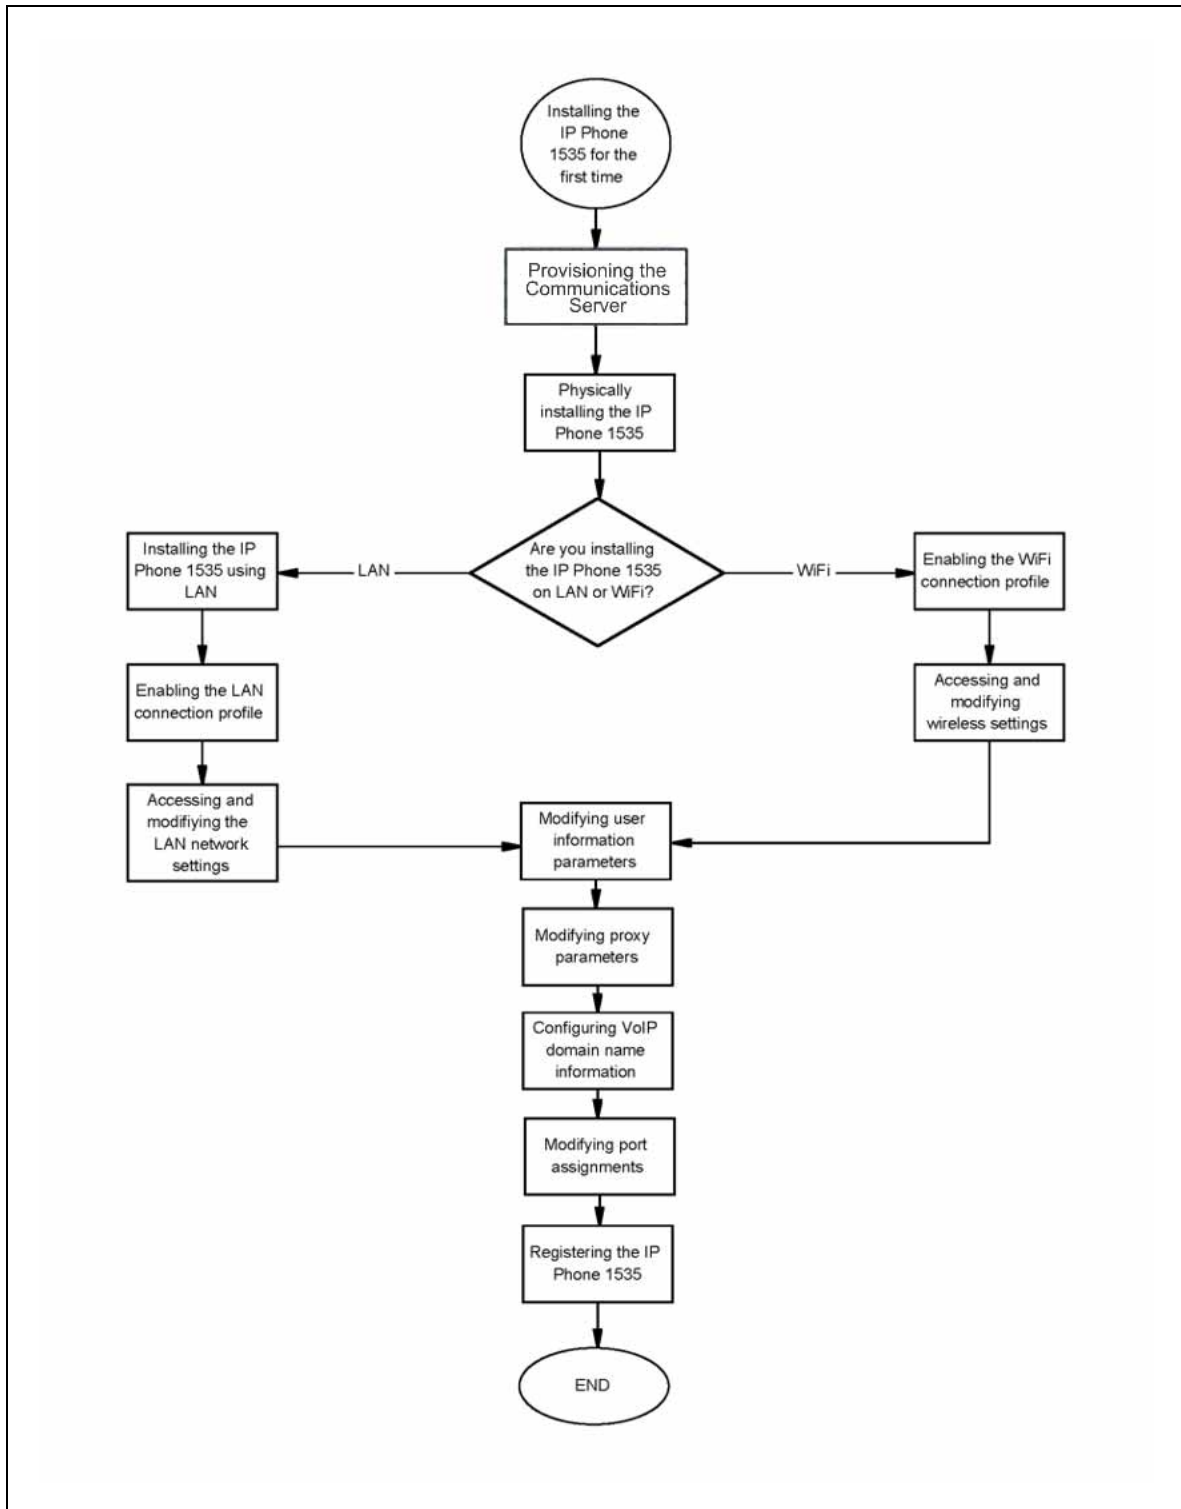 Installing the
IP Phone
1535 for the
first time
Provisioning the
Communications
Server
Physically
installing the IP
Phone 1535
Are you installing
the IP Phone 1535
on LAN or WiFi?
LAN
WiFi
Installing the IP
Phone 1535 using
LAN
Enabling the LAN
connection profile
Accessing and
modifiying the
LAN network
settings
Enabling the WiFi
connection profile
Accessing and
modifying
wireless settings
Modifying user
information
parameters
Modifying proxy
parameters
Configuring VoIP
domain name
information
Modifying port
assignments
Registering the IP
Phone 1535
END